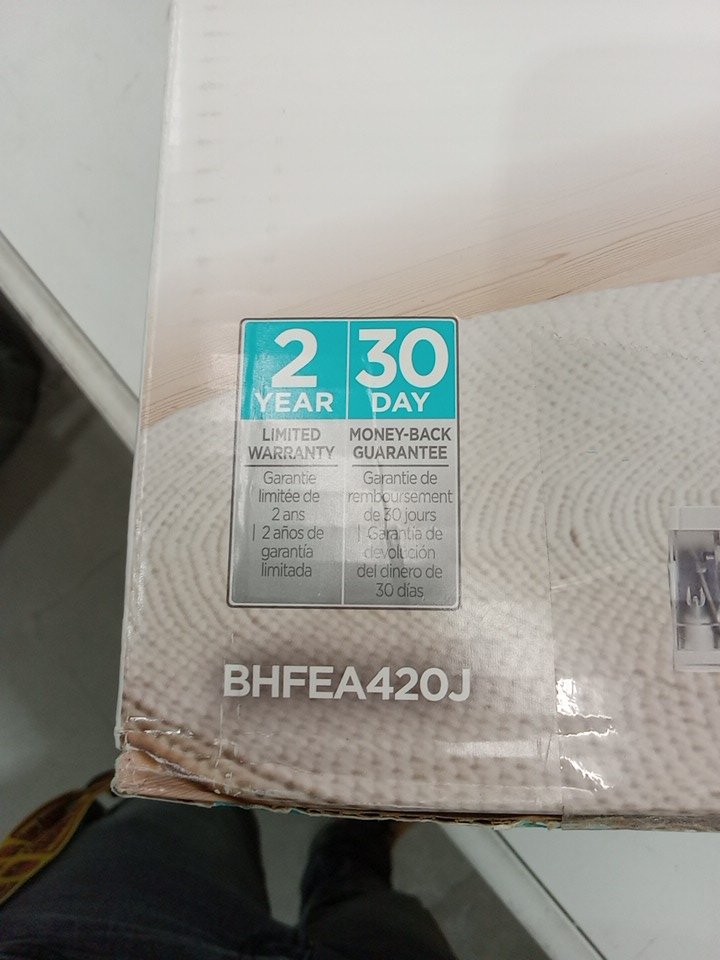 2
YEAR
LIMITED
WARRANTY
Garantie
limitée de
2 ans
| 2 años de
garantía
limitada
30
DAY
MONEY-BACK
GUARANTEE
Garantie de
remboursement
de 30 jours
| Garantía de
devolución
del dinero de
30 días
BHFEA420J